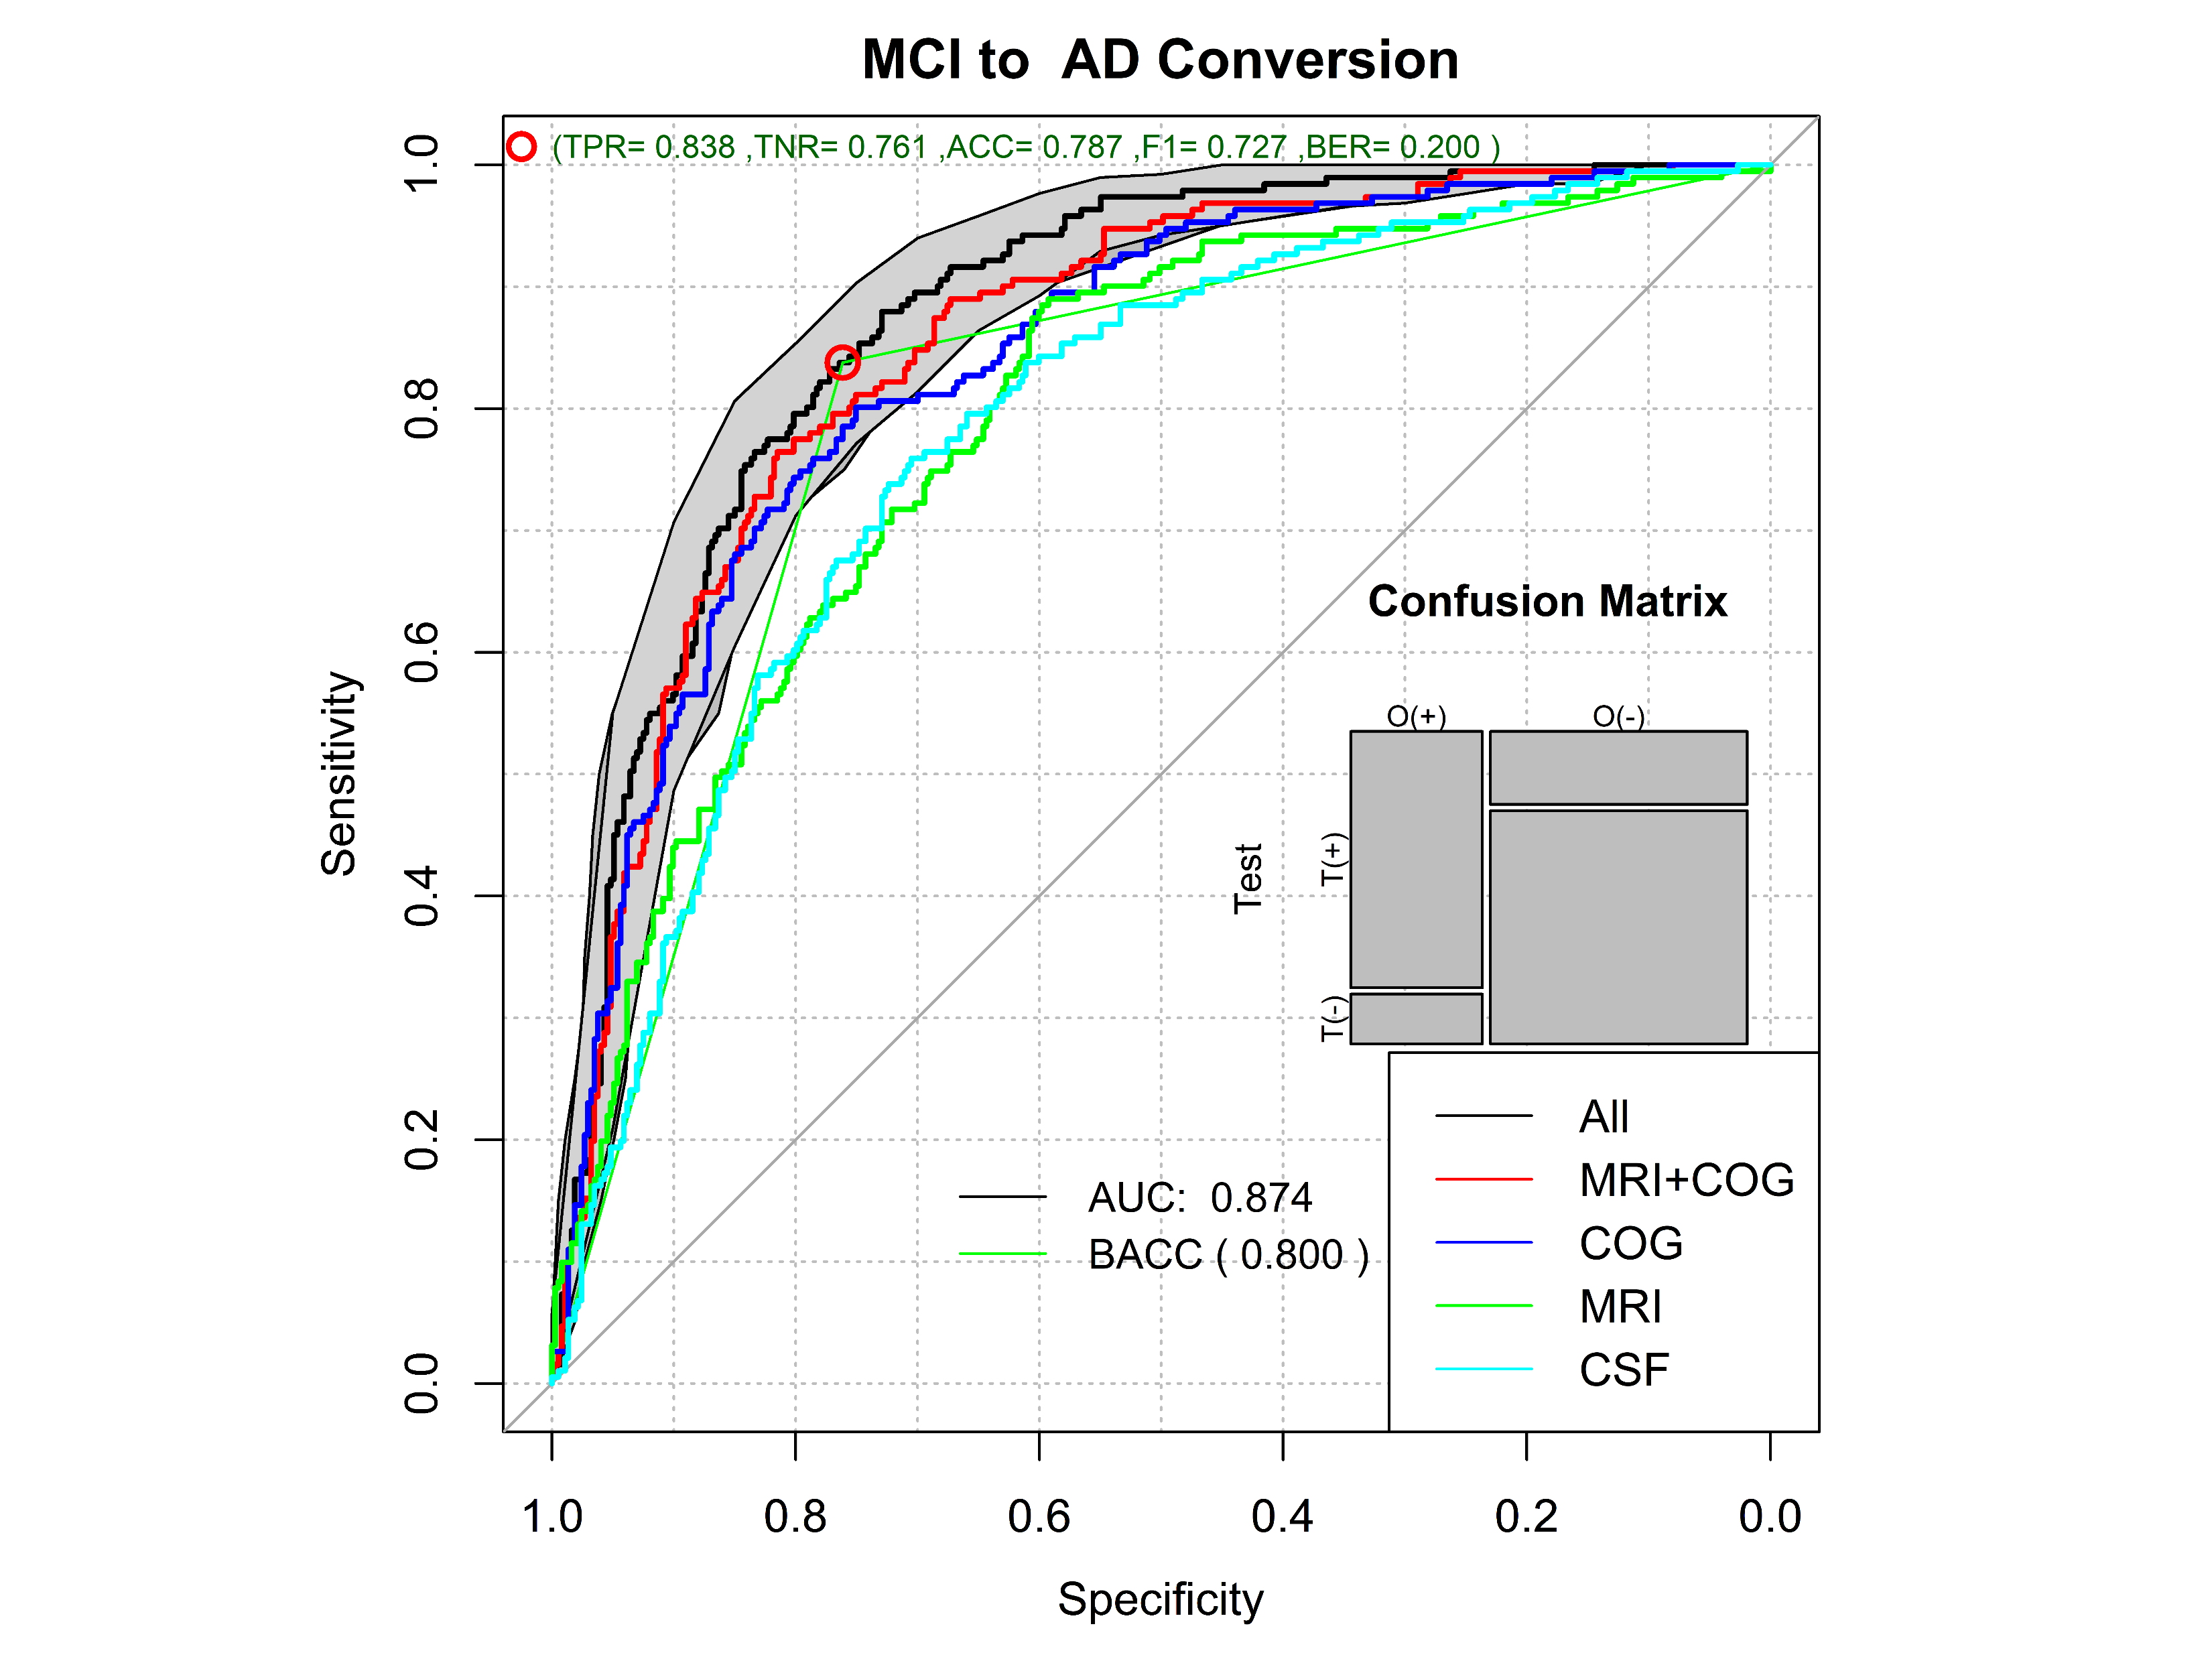 MCI to  AD Conversion
(TPR= 0.838 ,TNR= 0.761 ,ACC= 0.787 ,F1= 0.727 ,BER= 0.200 )
Sensitivity
1.0
0.8
0.6
0.4
0.2
0.0
Confusion Matrix
O(+) O(-)
Test
T(+)
T(-)
AUC:  0.874
BACC ( 0.800 )
All
MRI+COG
COG
MRI
CSF
1.0 0.8 0.6 0.4 0.2 0.0
Specificity